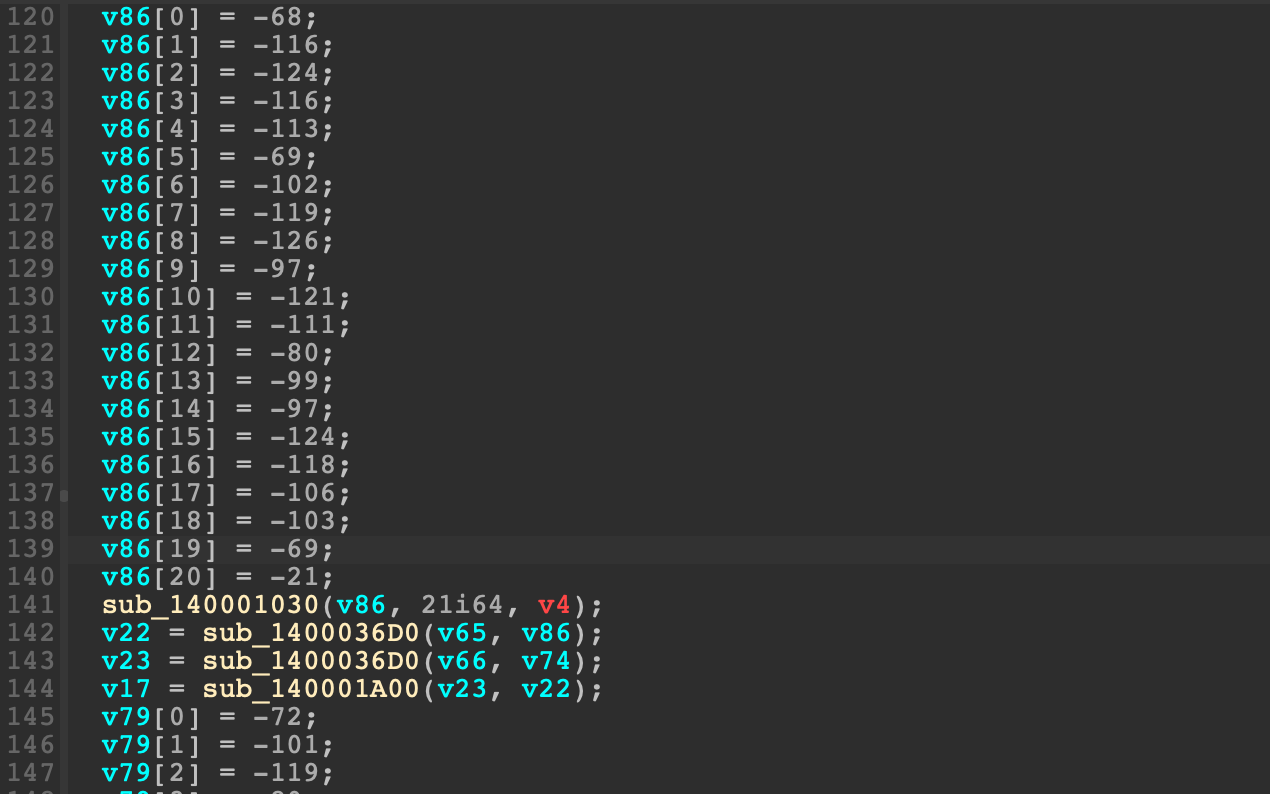 120 v86[0] = -68;
121 v86[1] = -116;
122 v86[2] = -124;
123 v86[3] = -116;
124 v86[4] = -113;
125 v86[5] = -69;
126 v86[6] = -102;
127 v86[7] = -119;
128 v86[8] = -126;
129 v86[9] = -97;
130 v86[10] = -121;
131 v86[11] = -111;
132 v86[12] = -80;
133 v86[13] = -99;
134 v86[14] = -97;
135 v86[15] = -124;
136 v86[16] = -118;
137 v86[17] = -106;
138 v86[18] = -103;
139 v86[19] = -69;
140 v86[20] = -21;
141 sub_140001030(v86, 21i64, v4);
142 v22 = sub_1400036D0(v65, v86);
143 v23 = sub_1400036D0(v66, v74);
144 v17 = sub_140001A00(v23, v22);
145 v79[0] = -72;
146 v79[1] = -101;
147 v79[2] = -119;